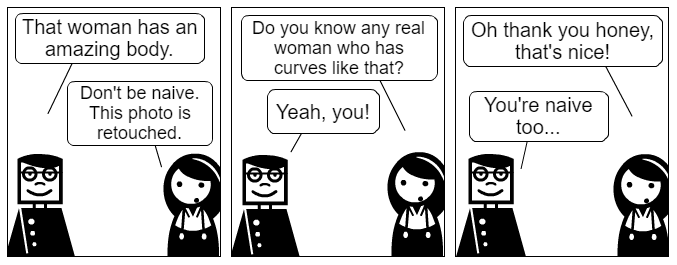 That woman has an
amazing body.
Don't be naive.
This photo is
retouched.
Do you know any real
woman who has
curves like that?
Yeah, you!
Oh thank you honey,
that's nice!
You're naive
too...